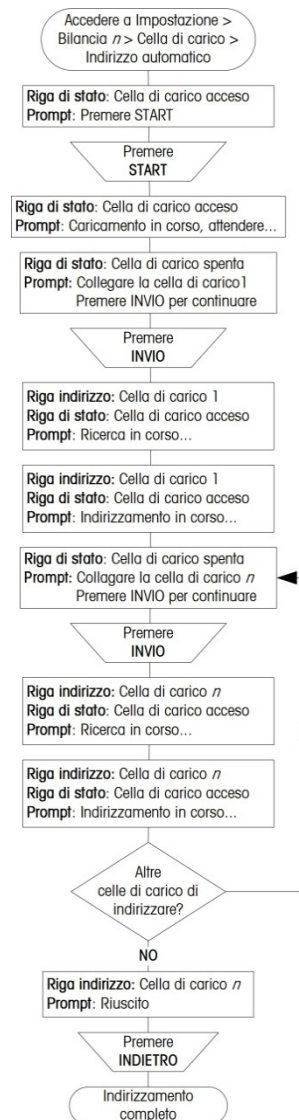 Accedere a Impostazione >
Bilancia n > Cella di carico >
Indirizzo automatico
Riga di stato: Cella di carico acceso
Prompt: Premere START
Premere
START
Riga di stato: Cella di carico acceso
Prompt: Caricamento in corso, attendere...
Riga di stato: Cella di carico spenta
Prompt: Collegare la cella di carico1
Premere INVIO per continuare
Premere
INVIO
Riga indirizzo: Cella di carico 1
Riga di stato: Cella di carico acceso
Prompt: Ricerca in corso...
Riga indirizzo: Cella di carico 1
Riga di stato: Cella di carico acceso
Prompt: Indirizzamento in corso...
Riga di stato: Cella di carico spenta
Prompt: Collagare la cella di carico n
Premere INVIO per continuare
Premere
INVIO
Riga indirizzo: Cella di carico n
Riga di stato: Cella di carico acceso
Prompt: Ricerca in corso...
Riga indirizzo: Cella di carico n
Riga di stato: Cella di carico acceso
Prompt: Indirizzamento in corso...
Altre
celle di carico di
indirizzare?
NO
Riga indirizzo: Cella di carico n
Prompt: Riuscito
Premere
INDIETRO
Indirizzamento
completo